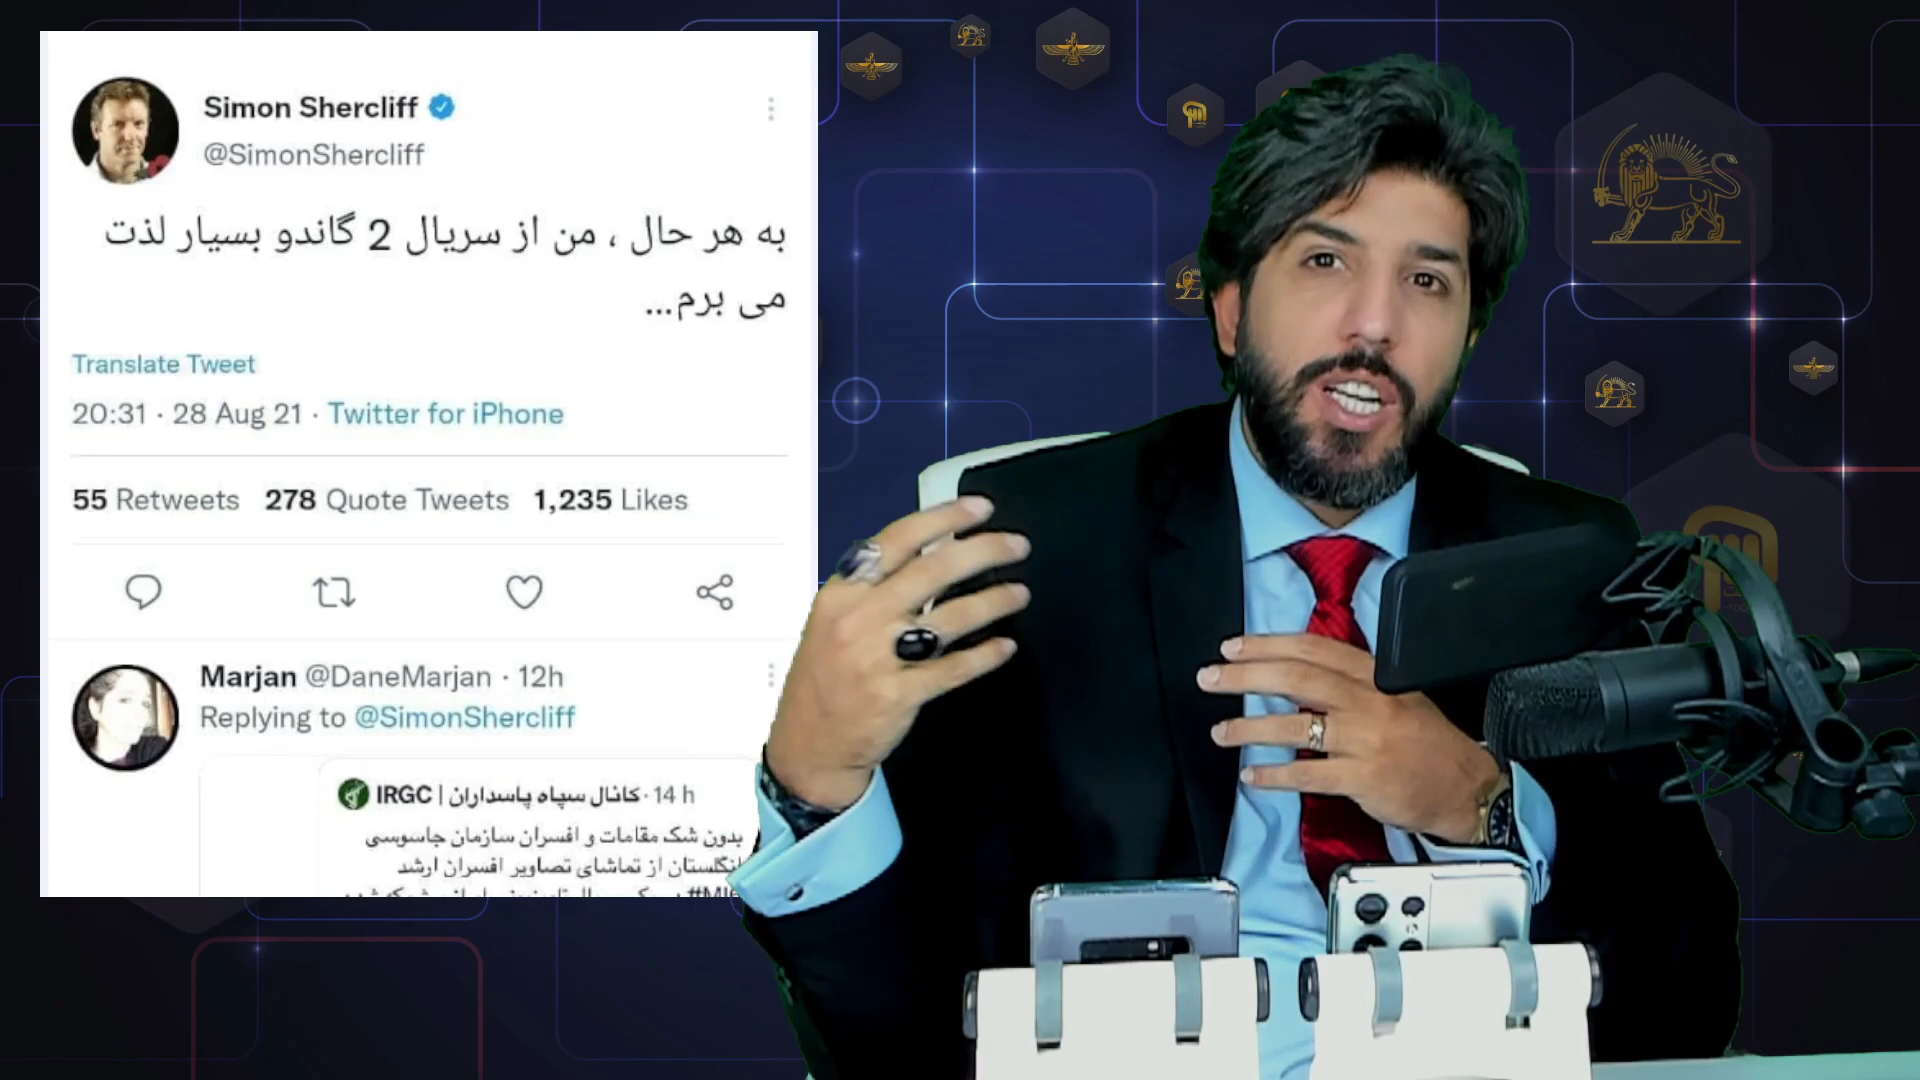 Simon Shercliff
@SimonShercliff
به هر حال ، من از سریال 2 گاندو بسیار لذت
می برم...
Translate Tweet
20:31 · 28 Aug 21 · Twitter for iPhone
55 Retweets 278 Quote Tweets 1,235 Likes
Marjan @DaneMarjan · 12h
Replying to @SimonShercliff
کانال سپاه پاسداران | IRGC · 14 h
بدون شک مقامات و افسران سازمان جاسوسی
انگلستان از تماشای تصاویر افسران ارشد